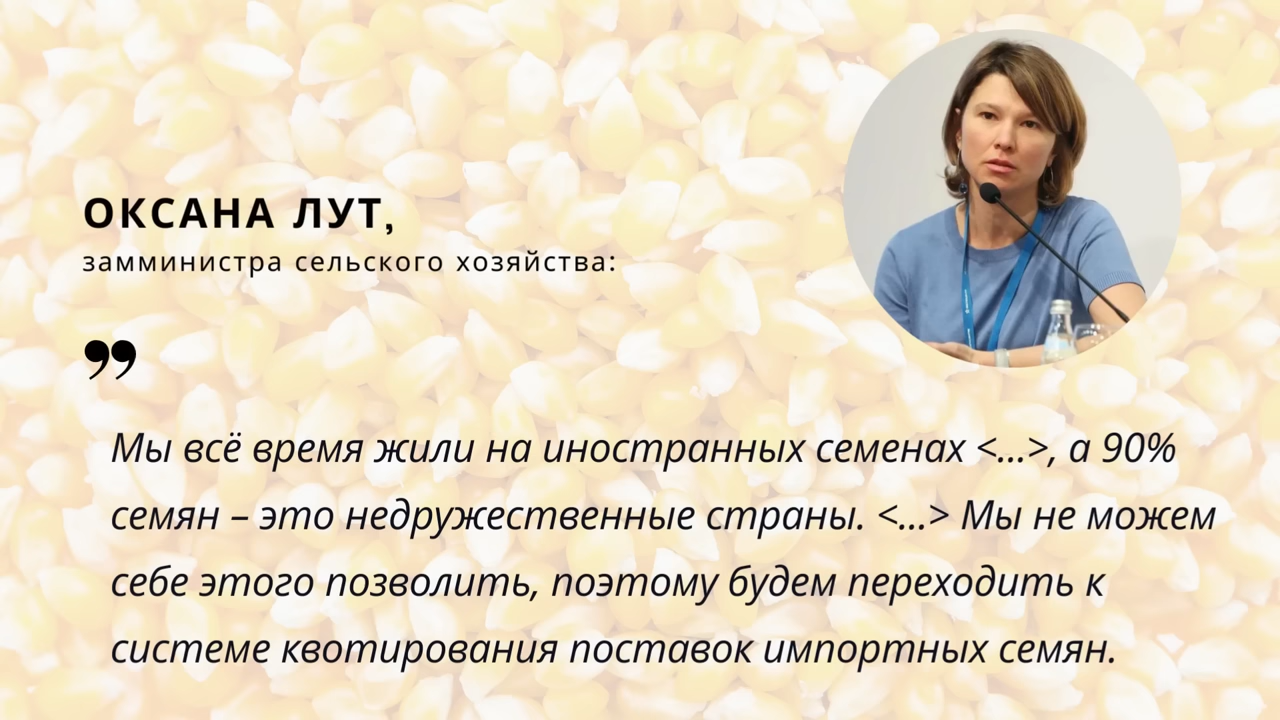 ОКСАНА ЛУТ,
замминистра сельского хозяйства:
❞
Мы всё время жили на иностранных семенах <...>, а 90%
семян – это недружественные страны. <...> Мы не можем
себе этого позволить, поэтому будем переходить к
системе квотирования поставок импортных семян.